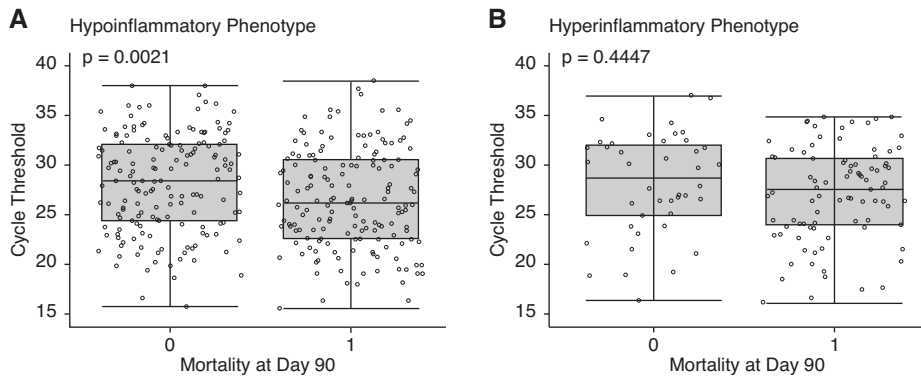 A
Hypoinflammatory Phenotype
p = 0.0021
40
35
30
25
20
15
Cycle Threshold
0
1
Mortality at Day 90
B
Hyperinflammatory Phenotype
p = 0.4447
40
35
30
25
20
15
Cycle Threshold
0
1
Mortality at Day 90